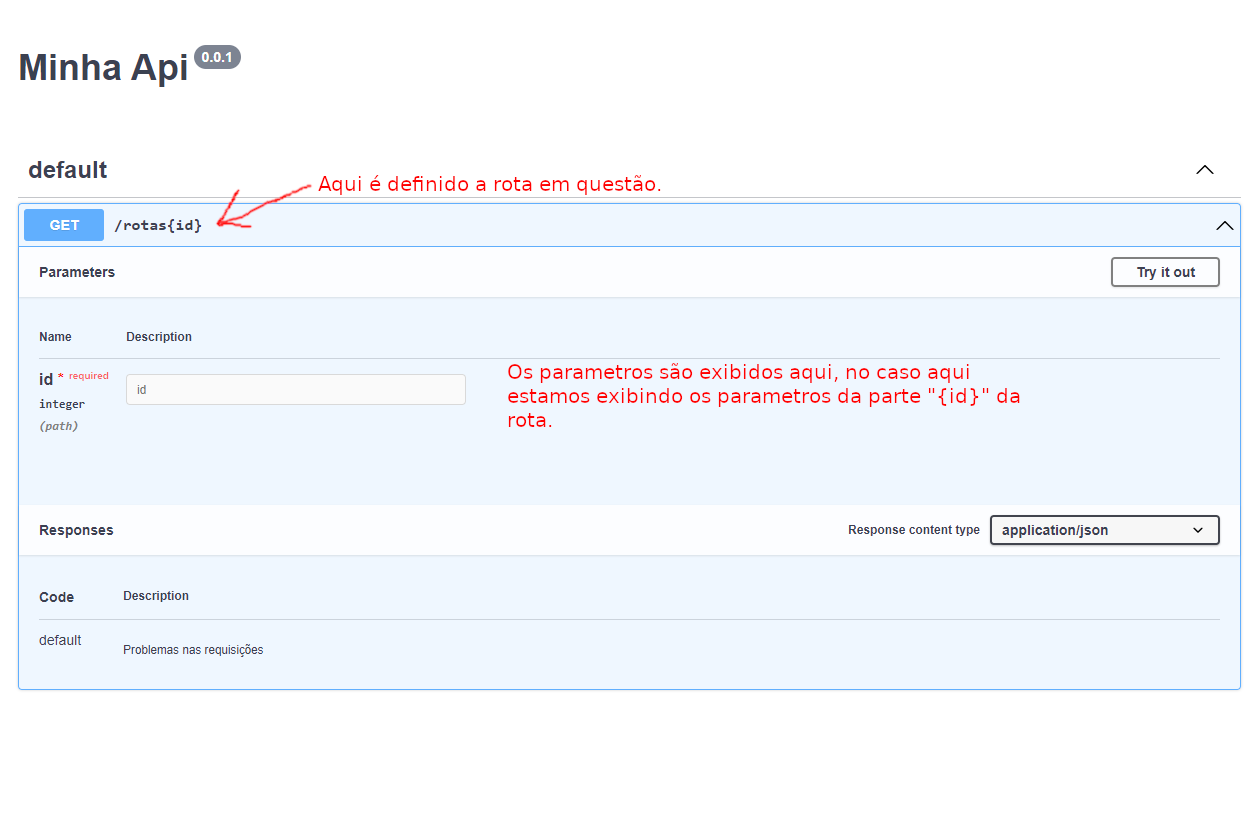 Minha Api 0.0.1
default
Aqui é definido a rota em questão.
GET /rotas{id}
Parameters Try it out
Name Description
id * required id
integer
(path)
Os parametros são exibidos aqui, no caso aqui
estamos exibindo os parametros da parte "{id}" da
rota.
Responses Response content type application/json
Code Description
default Problemas nas requisições